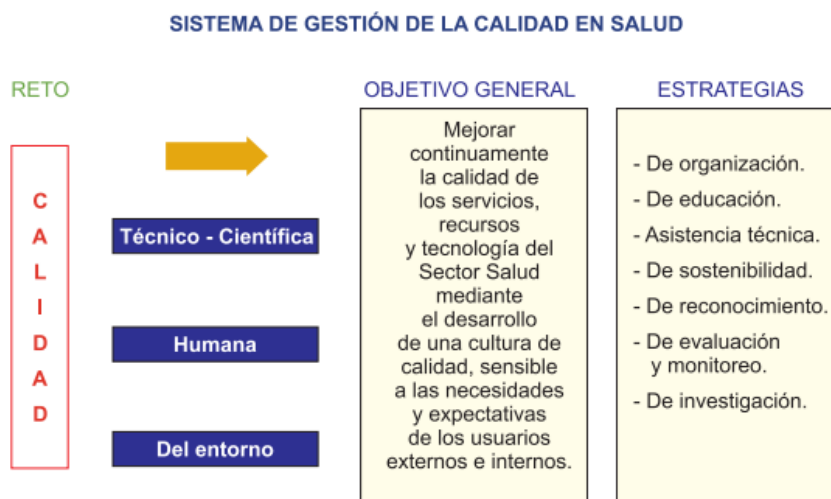 SISTEMA DE GESTIÓN DE LA CALIDAD EN SALUD
RETO
CALIDAD
Técnico - Científica
Humana
Del entorno
OBJETIVO GENERAL
Mejorar
continuamente
la calidad de
los servicios,
recursos
y tecnología del
Sector Salud
mediante
el desarrollo
de una cultura de
calidad, sensible
a las necesidades
y expectativas
de los usuarios
externos e internos.
ESTRATEGIAS
- De organización.
- De educación.
- Asistencia técnica.
- De sostenibilidad.
- De reconocimiento.
- De evaluación
y monitoreo.
- De investigación.